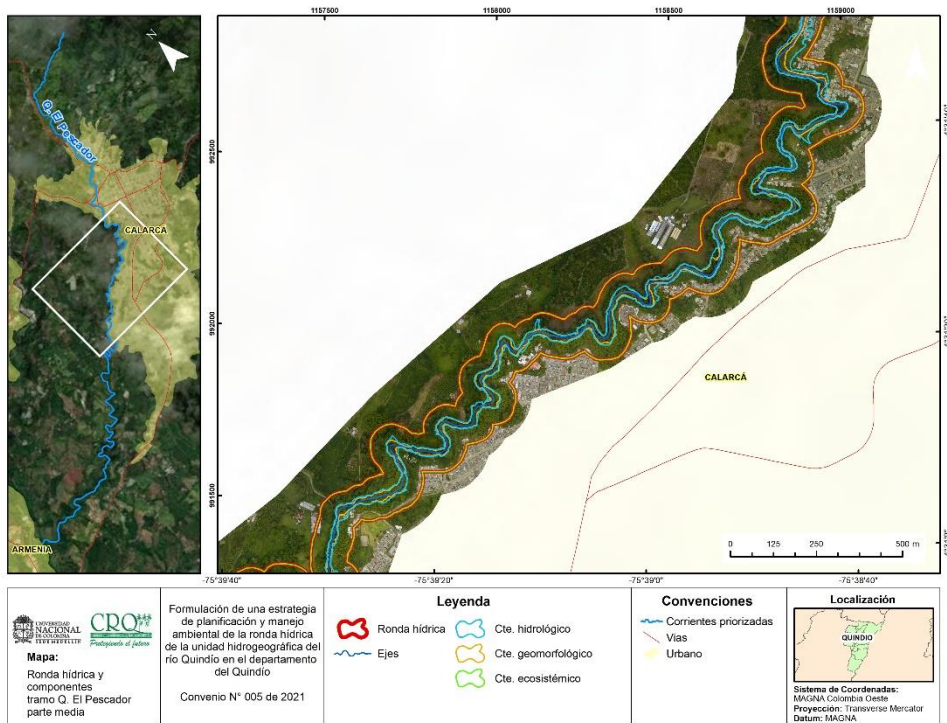 1157500
1158000
1158500
1159000
N
Q. El Pescador
CALARCÁ
ARMENIA
992500
992000
991500
CALARCÁ
0 125 250 500 m
-75°39'40"
-75°39'20"
-75°39'0"
-75°38'40"
UNIVERSIDAD
NACIONAL
DE COLOMBIA
SEDE MEDELLÍN
CRQ
Protegiendo el futuro
Mapa:
Ronda hídrica y
componentes
tramo Q. El Pescador
parte media
Formulación de una estrategia
de planificación y manejo
ambiental de la ronda hídrica
de la unidad hidrogeográfica del
río Quindío en el departamento
del Quindío
Convenio N° 005 de 2021
Leyenda
Ronda hídrica
Ejes
Cte. hidrológico
Cte. geomorfológico
Cte. ecosistémico
Convenciones
Corrientes priorizadas
Vias
Urbano
Localización
QUINDIO
Sistema de Coordenadas:
MAGNA Colombia Oeste
Proyección: Transverse Mercator
Datum: MAGNA